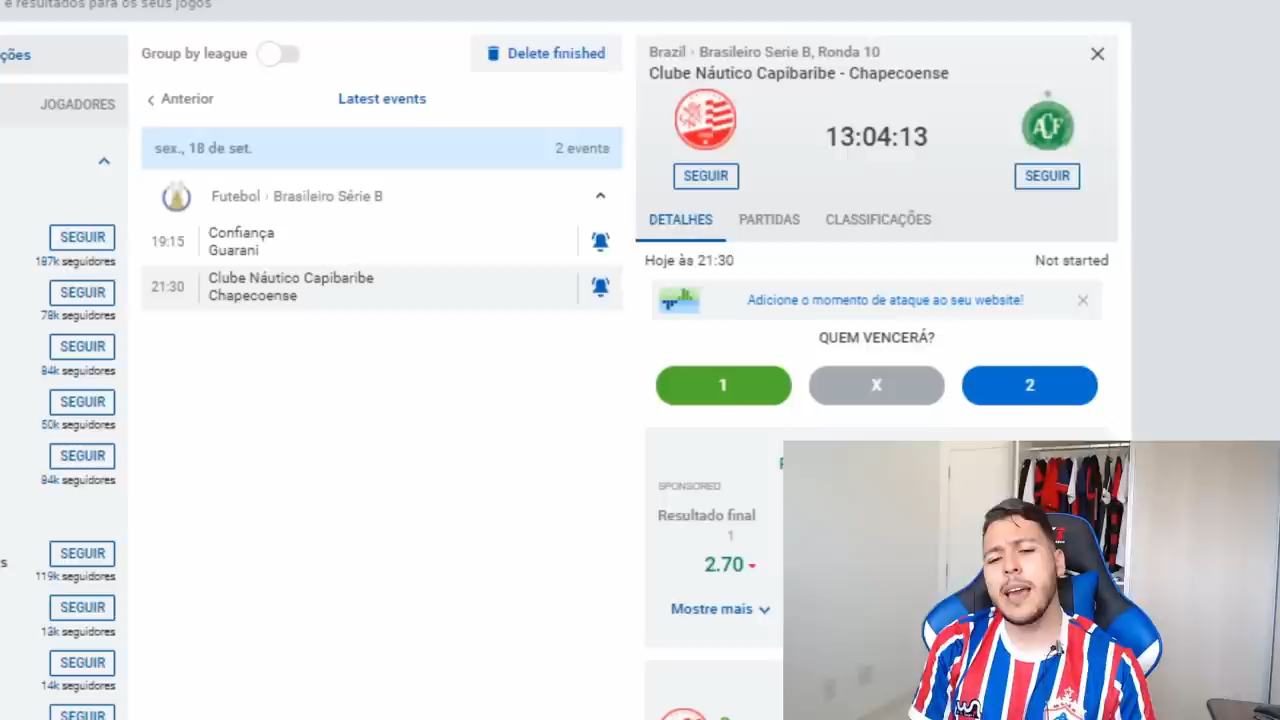 e resultados para os seus jogos
ções
JOGADORES
SEGUIR
187k seguidores
SEGUIR
78k seguidores
SEGUIR
84k seguidores
SEGUIR
50k seguidores
SEGUIR
94k seguidores
s
SEGUIR
119k seguidores
SEGUIR
13k seguidores
SEGUIR
14k seguidores
SEGUIR
Group by league
Delete finished
Anterior
Latest events
sex., 18 de set.
2 events
Futebol › Brasileiro Série B
19:15
Confiança
Guarani
21:30
Clube Náutico Capibaribe
Chapecoense
Brazil › Brasileiro Serie B, Ronda 10
Clube Náutico Capibaribe - Chapecoense
13:04:13
SEGUIR
SEGUIR
DETALHES PARTIDAS CLASSIFICAÇÕES
Hoje às 21:30
Not started
Adicione o momento de ataque ao seu website!
QUEM VENCERÁ?
1 X 2
SPONSORED
Resultado final
1
2.70
Mostre mais